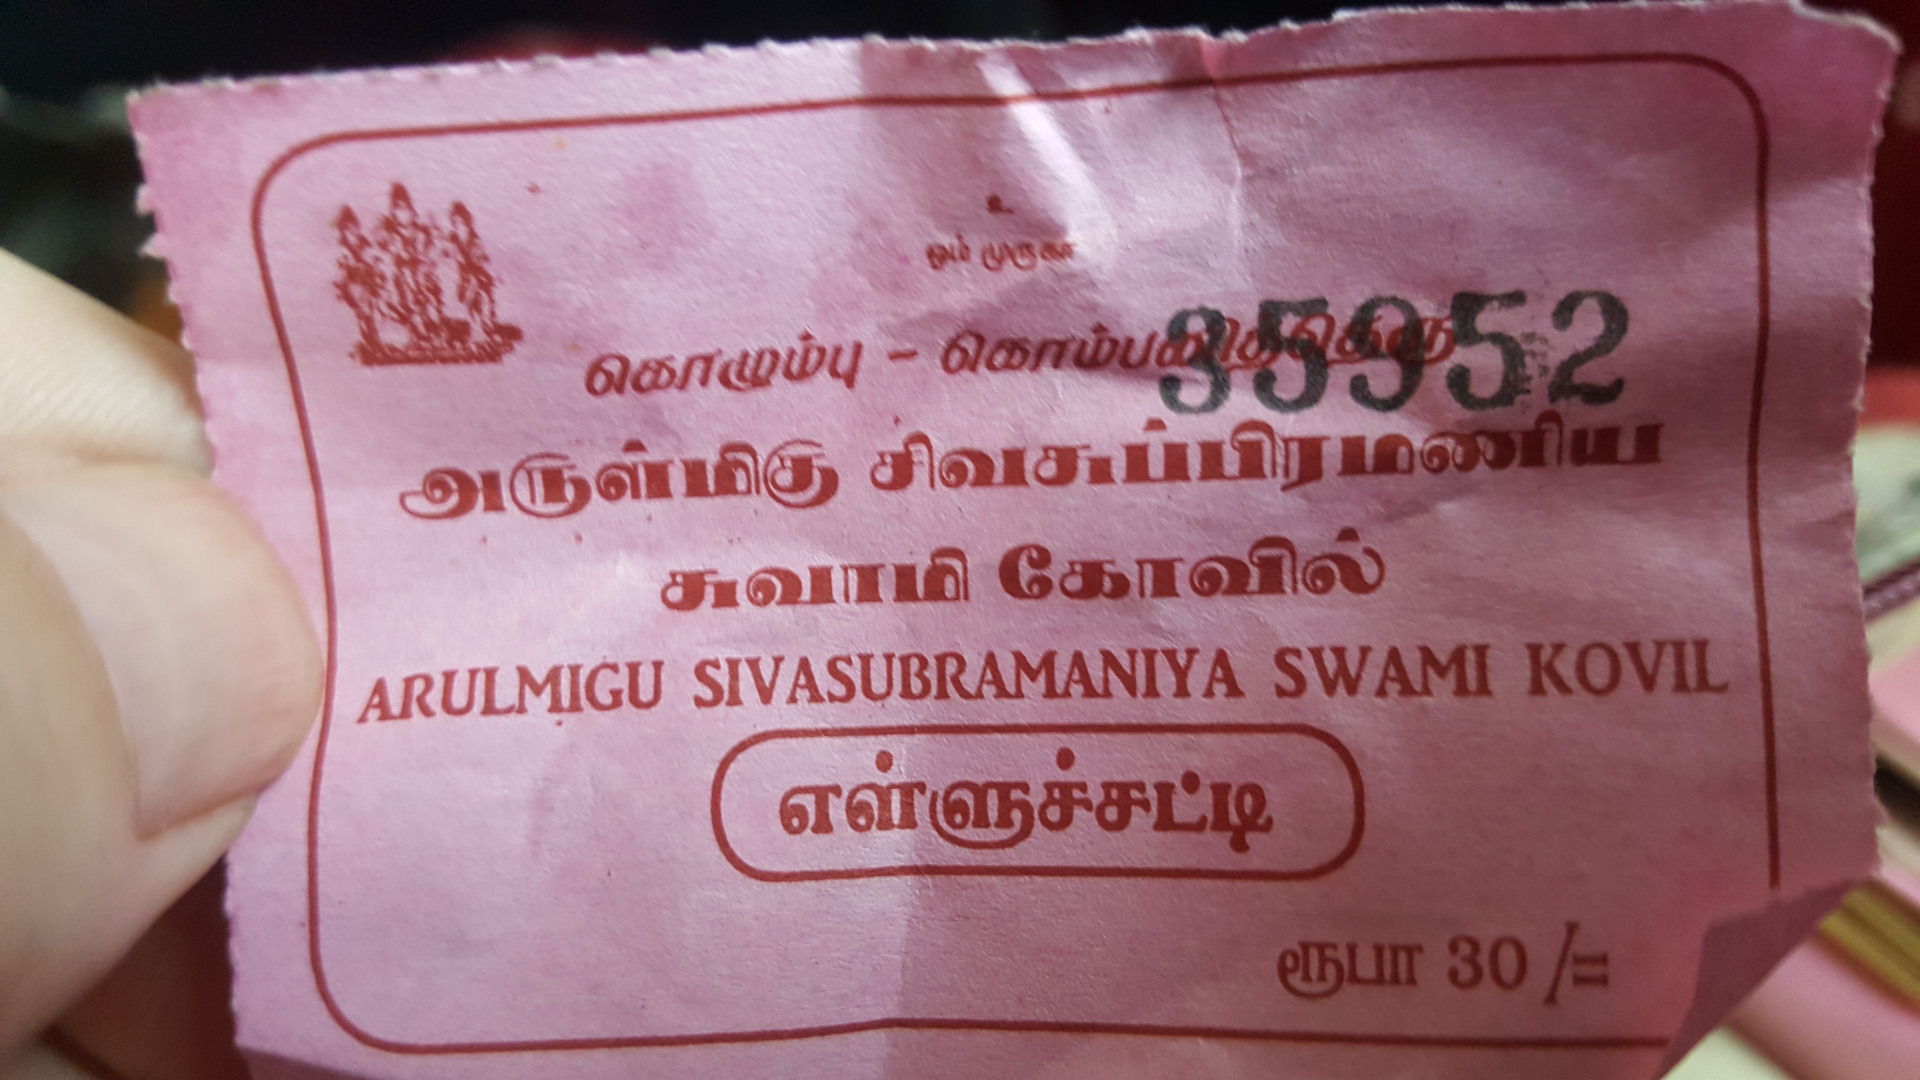 உ
ஓம் முருகா
35952
கொழும்பு - கொம்பனித்தெரு
அருள்மிகு சிவசுப்பிரமணிய
சுவாமி கோவில்
ARULMIGU SIVASUBRAMANIYA SWAMI KOVIL
எள்ளுச்சட்டி
ரூபா 30 /=